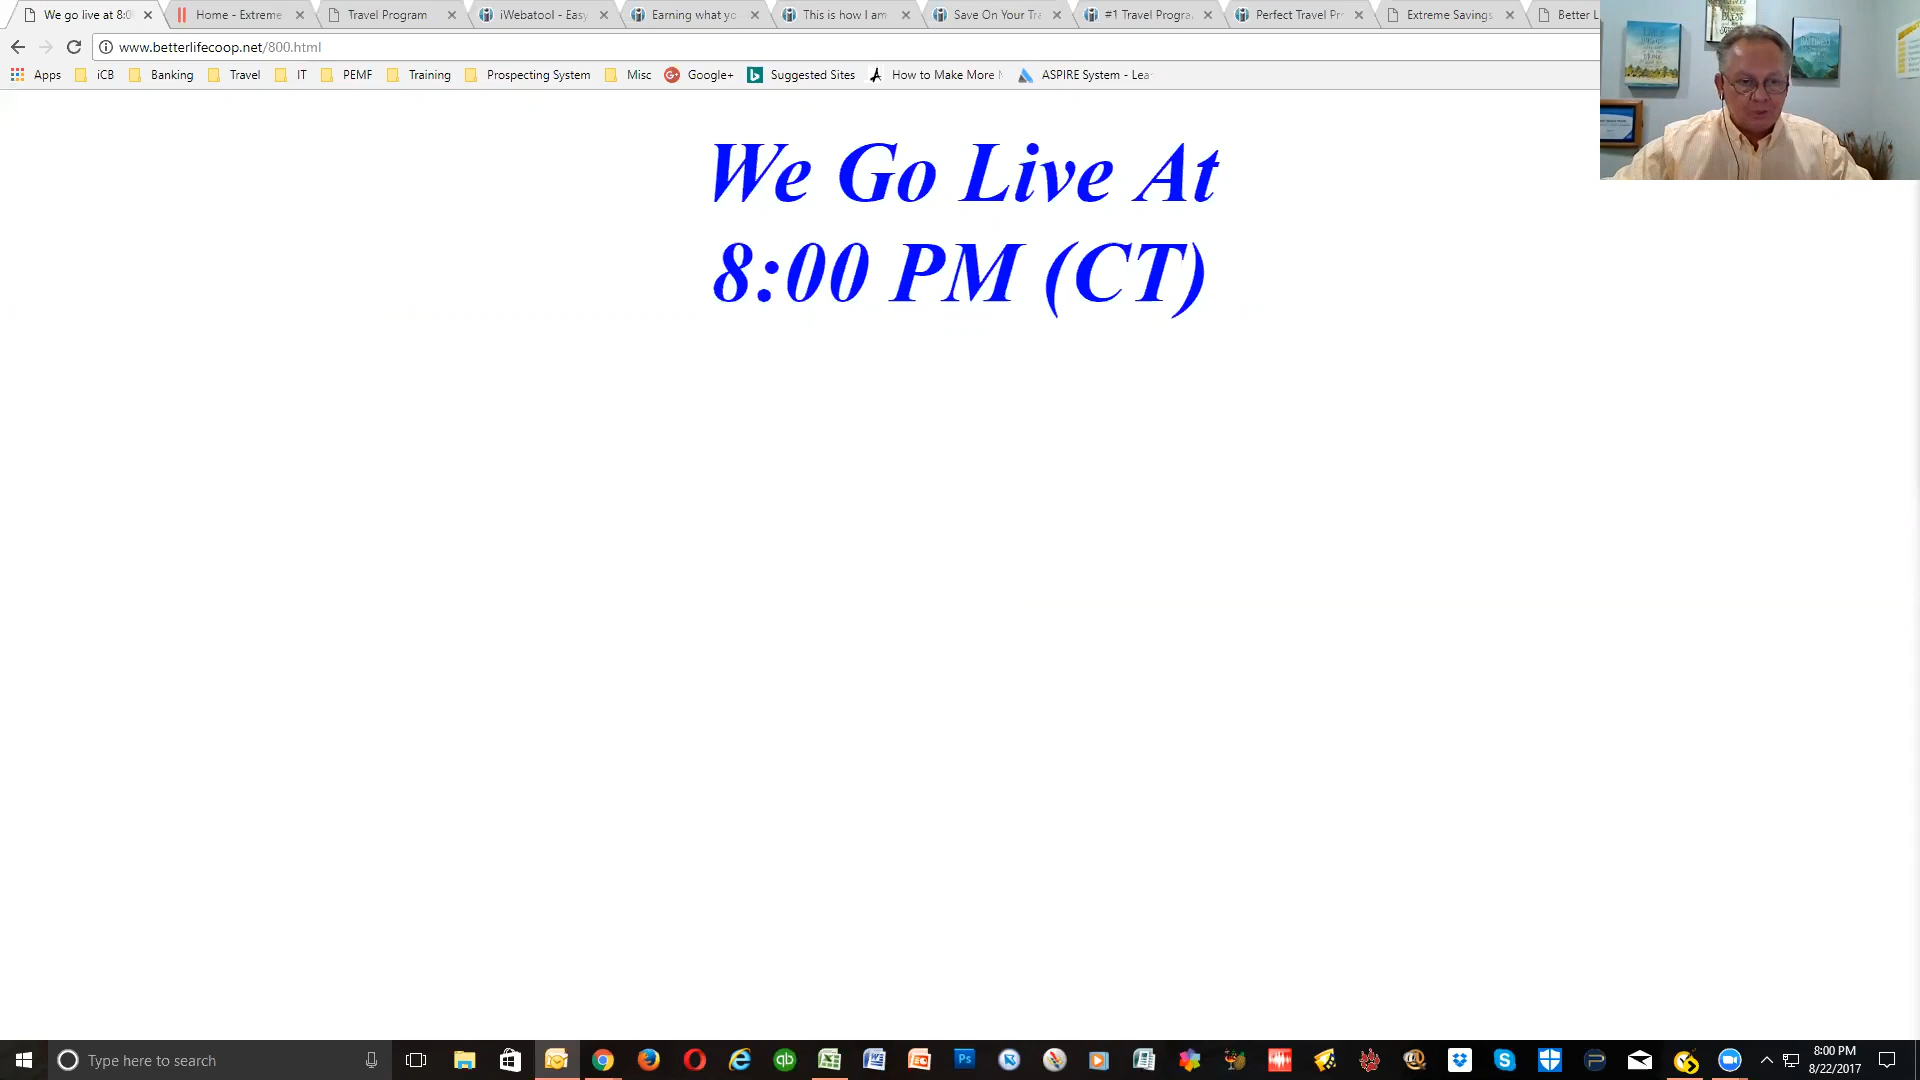 We go live at 8:0
Home - Extreme
Travel Program
iWebatool - Easy
Earning what yo
This is how I am
Save On Your Tra
#1 Travel Progra
Perfect Travel Pr
Extreme Savings
Better L
www.betterlifecoop.net/800.html
Apps
iCB
Banking
Travel
IT
PEMF
Training
Prospecting System
Misc
Google+
Suggested Sites
How to Make More
ASPIRE System - Lea
We Go Live At
8:00 PM (CT)
Type here to search
8:00 PM
8/22/2017